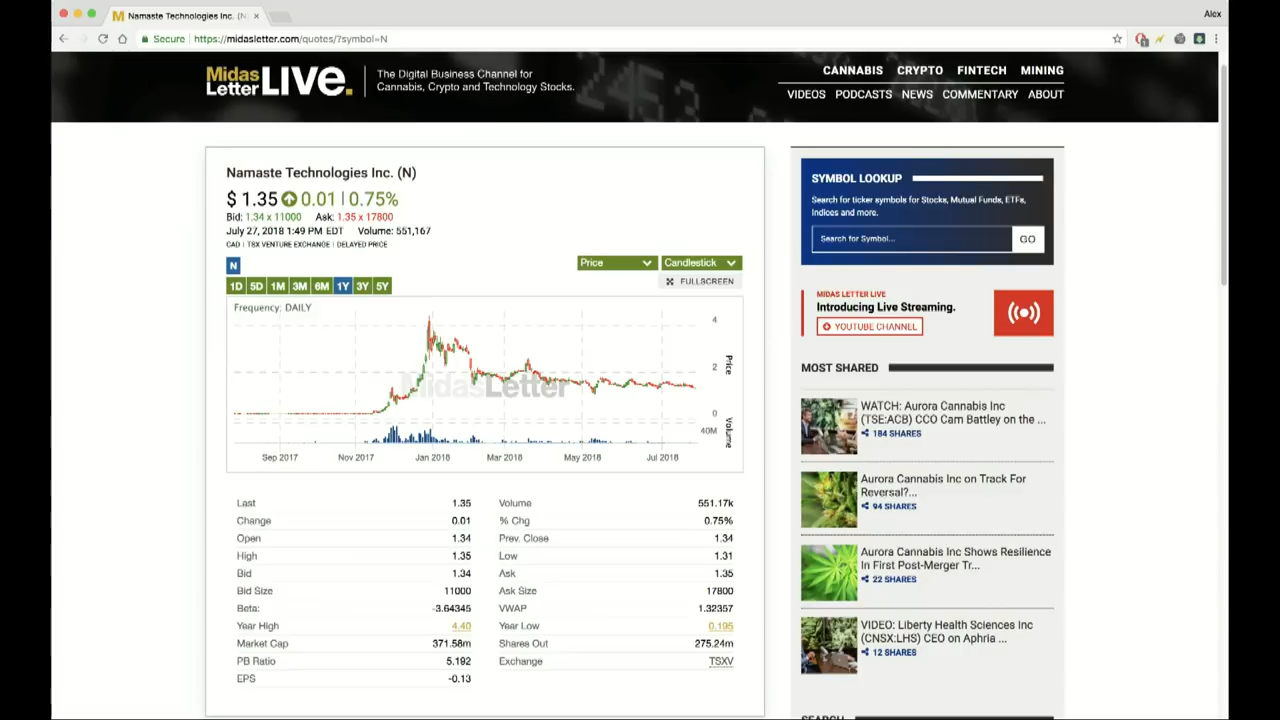 Namaste Technologies Inc. (N
Alex
Secure
https://midasletter.com/quotes/?symbol=N
Midas
Letter
LIVE.
The Digital Business Channel for
Cannabis, Crypto and Technology Stocks.
CANNABIS CRYPTO FINTECH MINING
VIDEOS PODCASTS NEWS COMMENTARY ABOUT
Namaste Technologies Inc. (N)
$ 1.35 0.01 | 0.75%
Bid: 1.34 x 11000 Ask: 1.35 x 17800
July 27, 2018 1:49 PM EDT Volume: 551,167
CAD | TSX VENTURE EXCHANGE | DELAYED PRICE
N
Price
Candlestick
1D 5D 1M 3M 6M 1Y 3Y 5Y
FULLSCREEN
Frequency: DAILY
4
2
0
Price
MidasLetter
40M
Volume
Sep 2017 Nov 2017 Jan 2018 Mar 2018 May 2018 Jul 2018
Last 1.35 Volume 551.17k
Change 0.01 % Chg 0.75%
Open 1.34 Prev. Close 1.34
High 1.35 Low 1.31
Bid 1.34 Ask 1.35
Bid Size 11000 Ask Size 17800
Beta: -3.64345 VWAP 1.32357
Year High 4.40 Year Low 0.195
Market Cap 371.58m Shares Out 275.24m
PB Ratio 5.192 Exchange TSXV
EPS -0.13
SYMBOL LOOKUP
Search for ticker symbols for Stocks, Mutual Funds, ETFs,
Indices and more.
Search for Symbol...
GO
MIDAS LETTER LIVE
Introducing Live Streaming.
YOUTUBE CHANNEL
MOST SHARED
WATCH: Aurora Cannabis Inc
(TSE:ACB) CCO Cam Battley on the ...
184 SHARES
Aurora Cannabis Inc on Track For
Reversal?...
94 SHARES
Aurora Cannabis Inc Shows Resilience
In First Post-Merger Tr...
22 SHARES
VIDEO: Liberty Health Sciences Inc
(CNSX:LHS) CEO on Aphria ...
12 SHARES
SEARCH